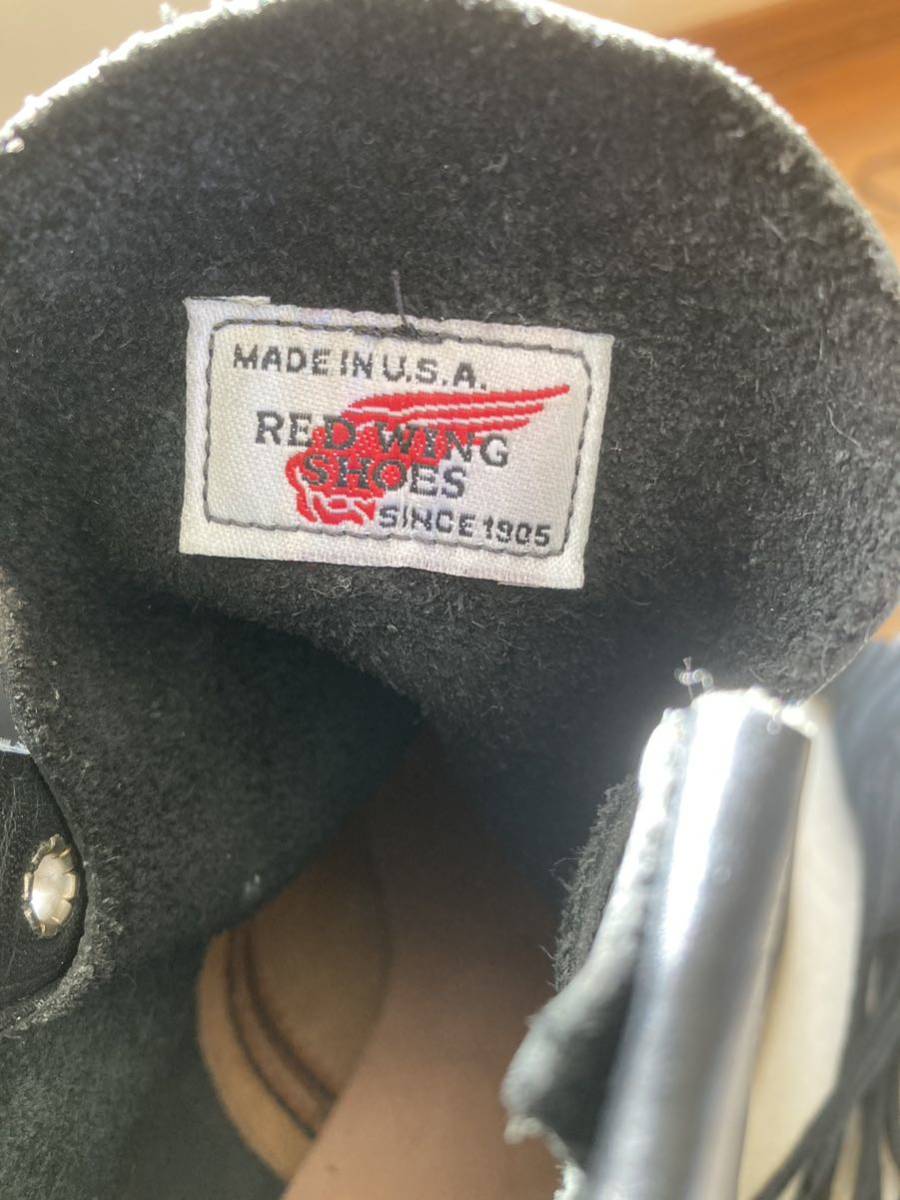 MADE IN U.S.A.
RED WING
SHOES
SINCE 1905